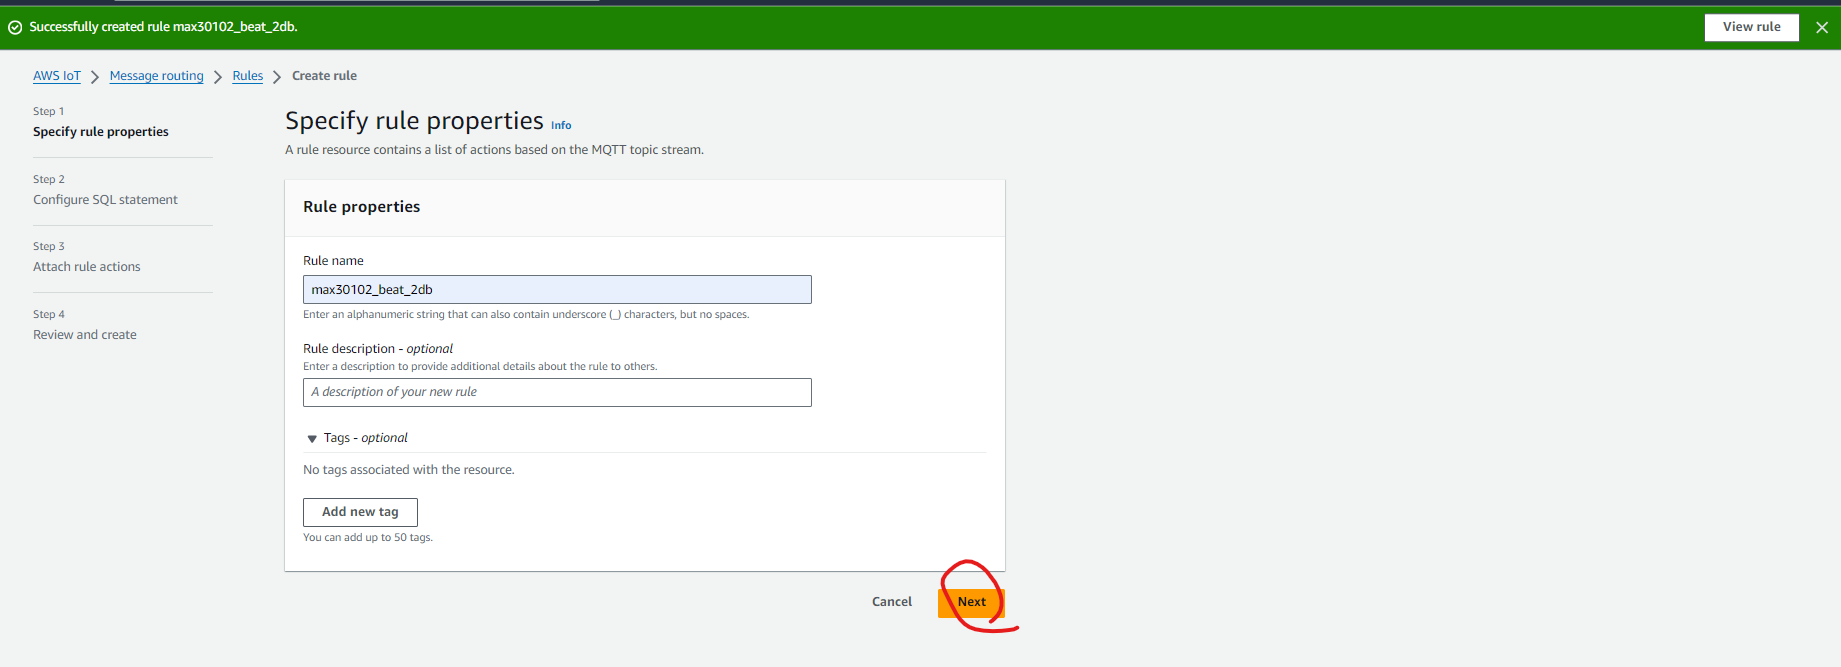 Successfully created rule max30102_beat_2db.
View rule
AWS IoT > Message routing > Rules > Create rule
Step 1
Specify rule properties
Step 2
Configure SQL statement
Step 3
Attach rule actions
Step 4
Review and create
Specify rule properties Info
A rule resource contains a list of actions based on the MQTT topic stream.
Rule properties
Rule name
max30102_beat_2db
Enter an alphanumeric string that can also contain underscore (_) characters, but no spaces.
Rule description - optional
Enter a description to provide additional details about the rule to others.
A description of your new rule
Tags - optional
No tags associated with the resource.
Add new tag
You can add up to 50 tags.
Cancel
Next